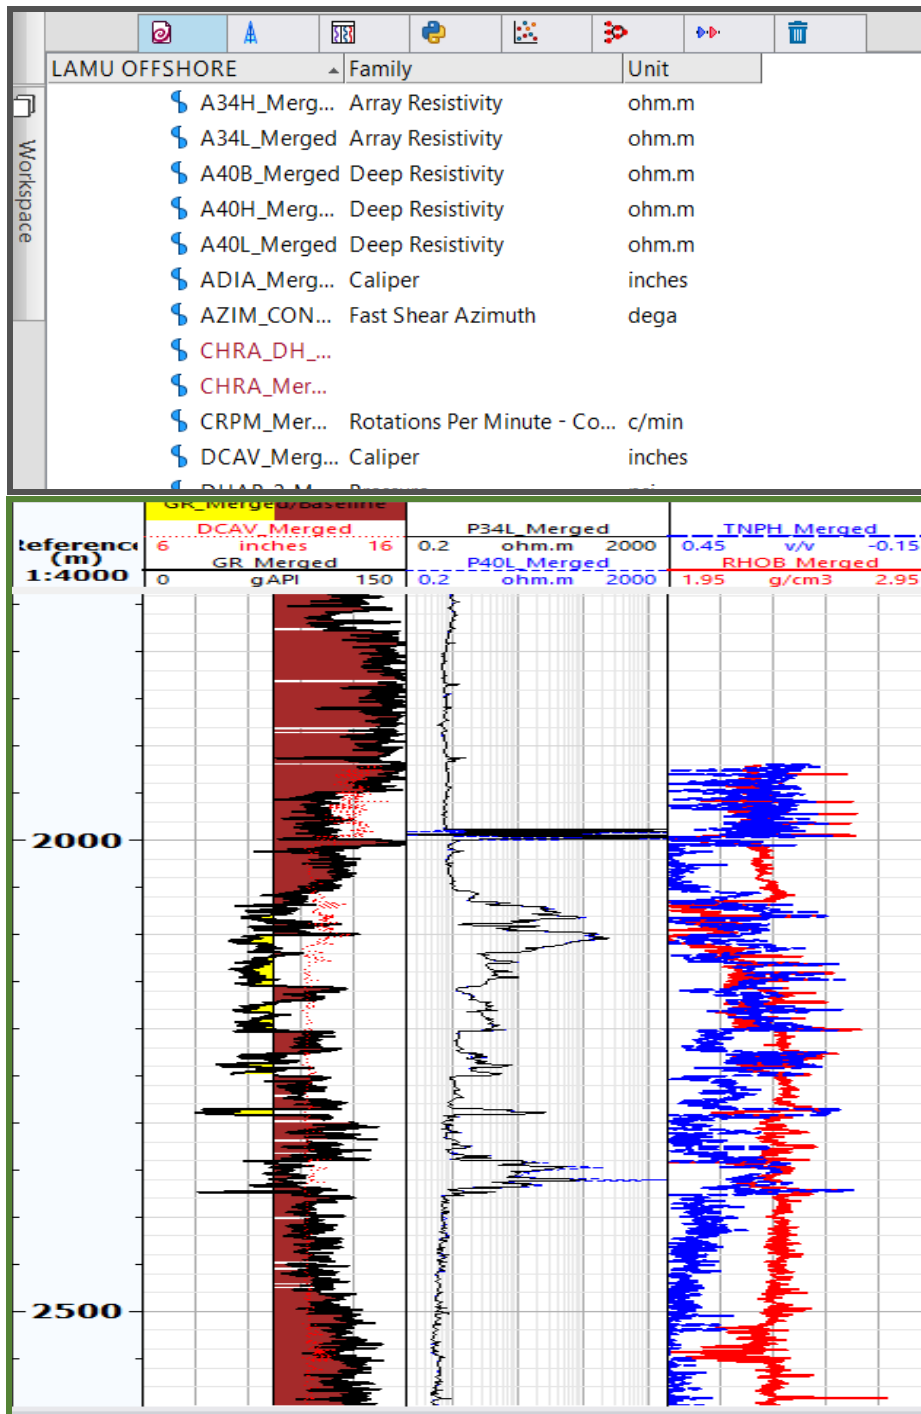 LAMU OFFSHORE Family Unit
A34H_Merg... Array Resistivity ohm.m
A34L_Merged Array Resistivity ohm.m
A40B_Merged Deep Resistivity ohm.m
A40H_Merg... Deep Resistivity ohm.m
A40L_Merged Deep Resistivity ohm.m
ADIA_Merg... Caliper inches
AZIM_CON... Fast Shear Azimuth dega
CHRA_DH_...
CHRA_Mer...
CRPM_Mer... Rotations Per Minute - Co... c/min
DCAV_Merg... Caliper inches
Workspace
GR_Merged/Baseline
DCAV_Merged P34L_Merged TNPH_Merged
Reference 6 inches 16 0.2 ohm.m 2000 0.45 v/v -0.15
(m) GR_Merged P40L_Merged RHOB_Merged
1:4000 0 gAPI 150 0.2 ohm.m 2000 1.95 g/cm3 2.95
2000
2500